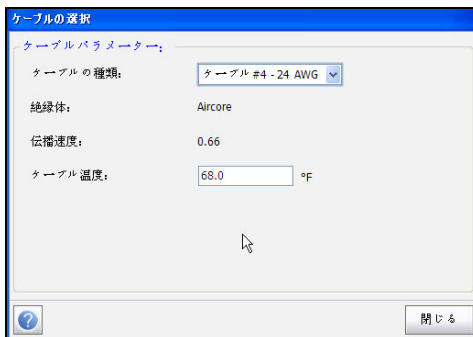 ケーブルの選択
ケーブルパラメーター:
ケーブルの種類: ケーブル #4 - 24 AWG
絶縁体: Aircore
伝播速度: 0.66
ケーブル温度: 68.0 °F
?
閉じる